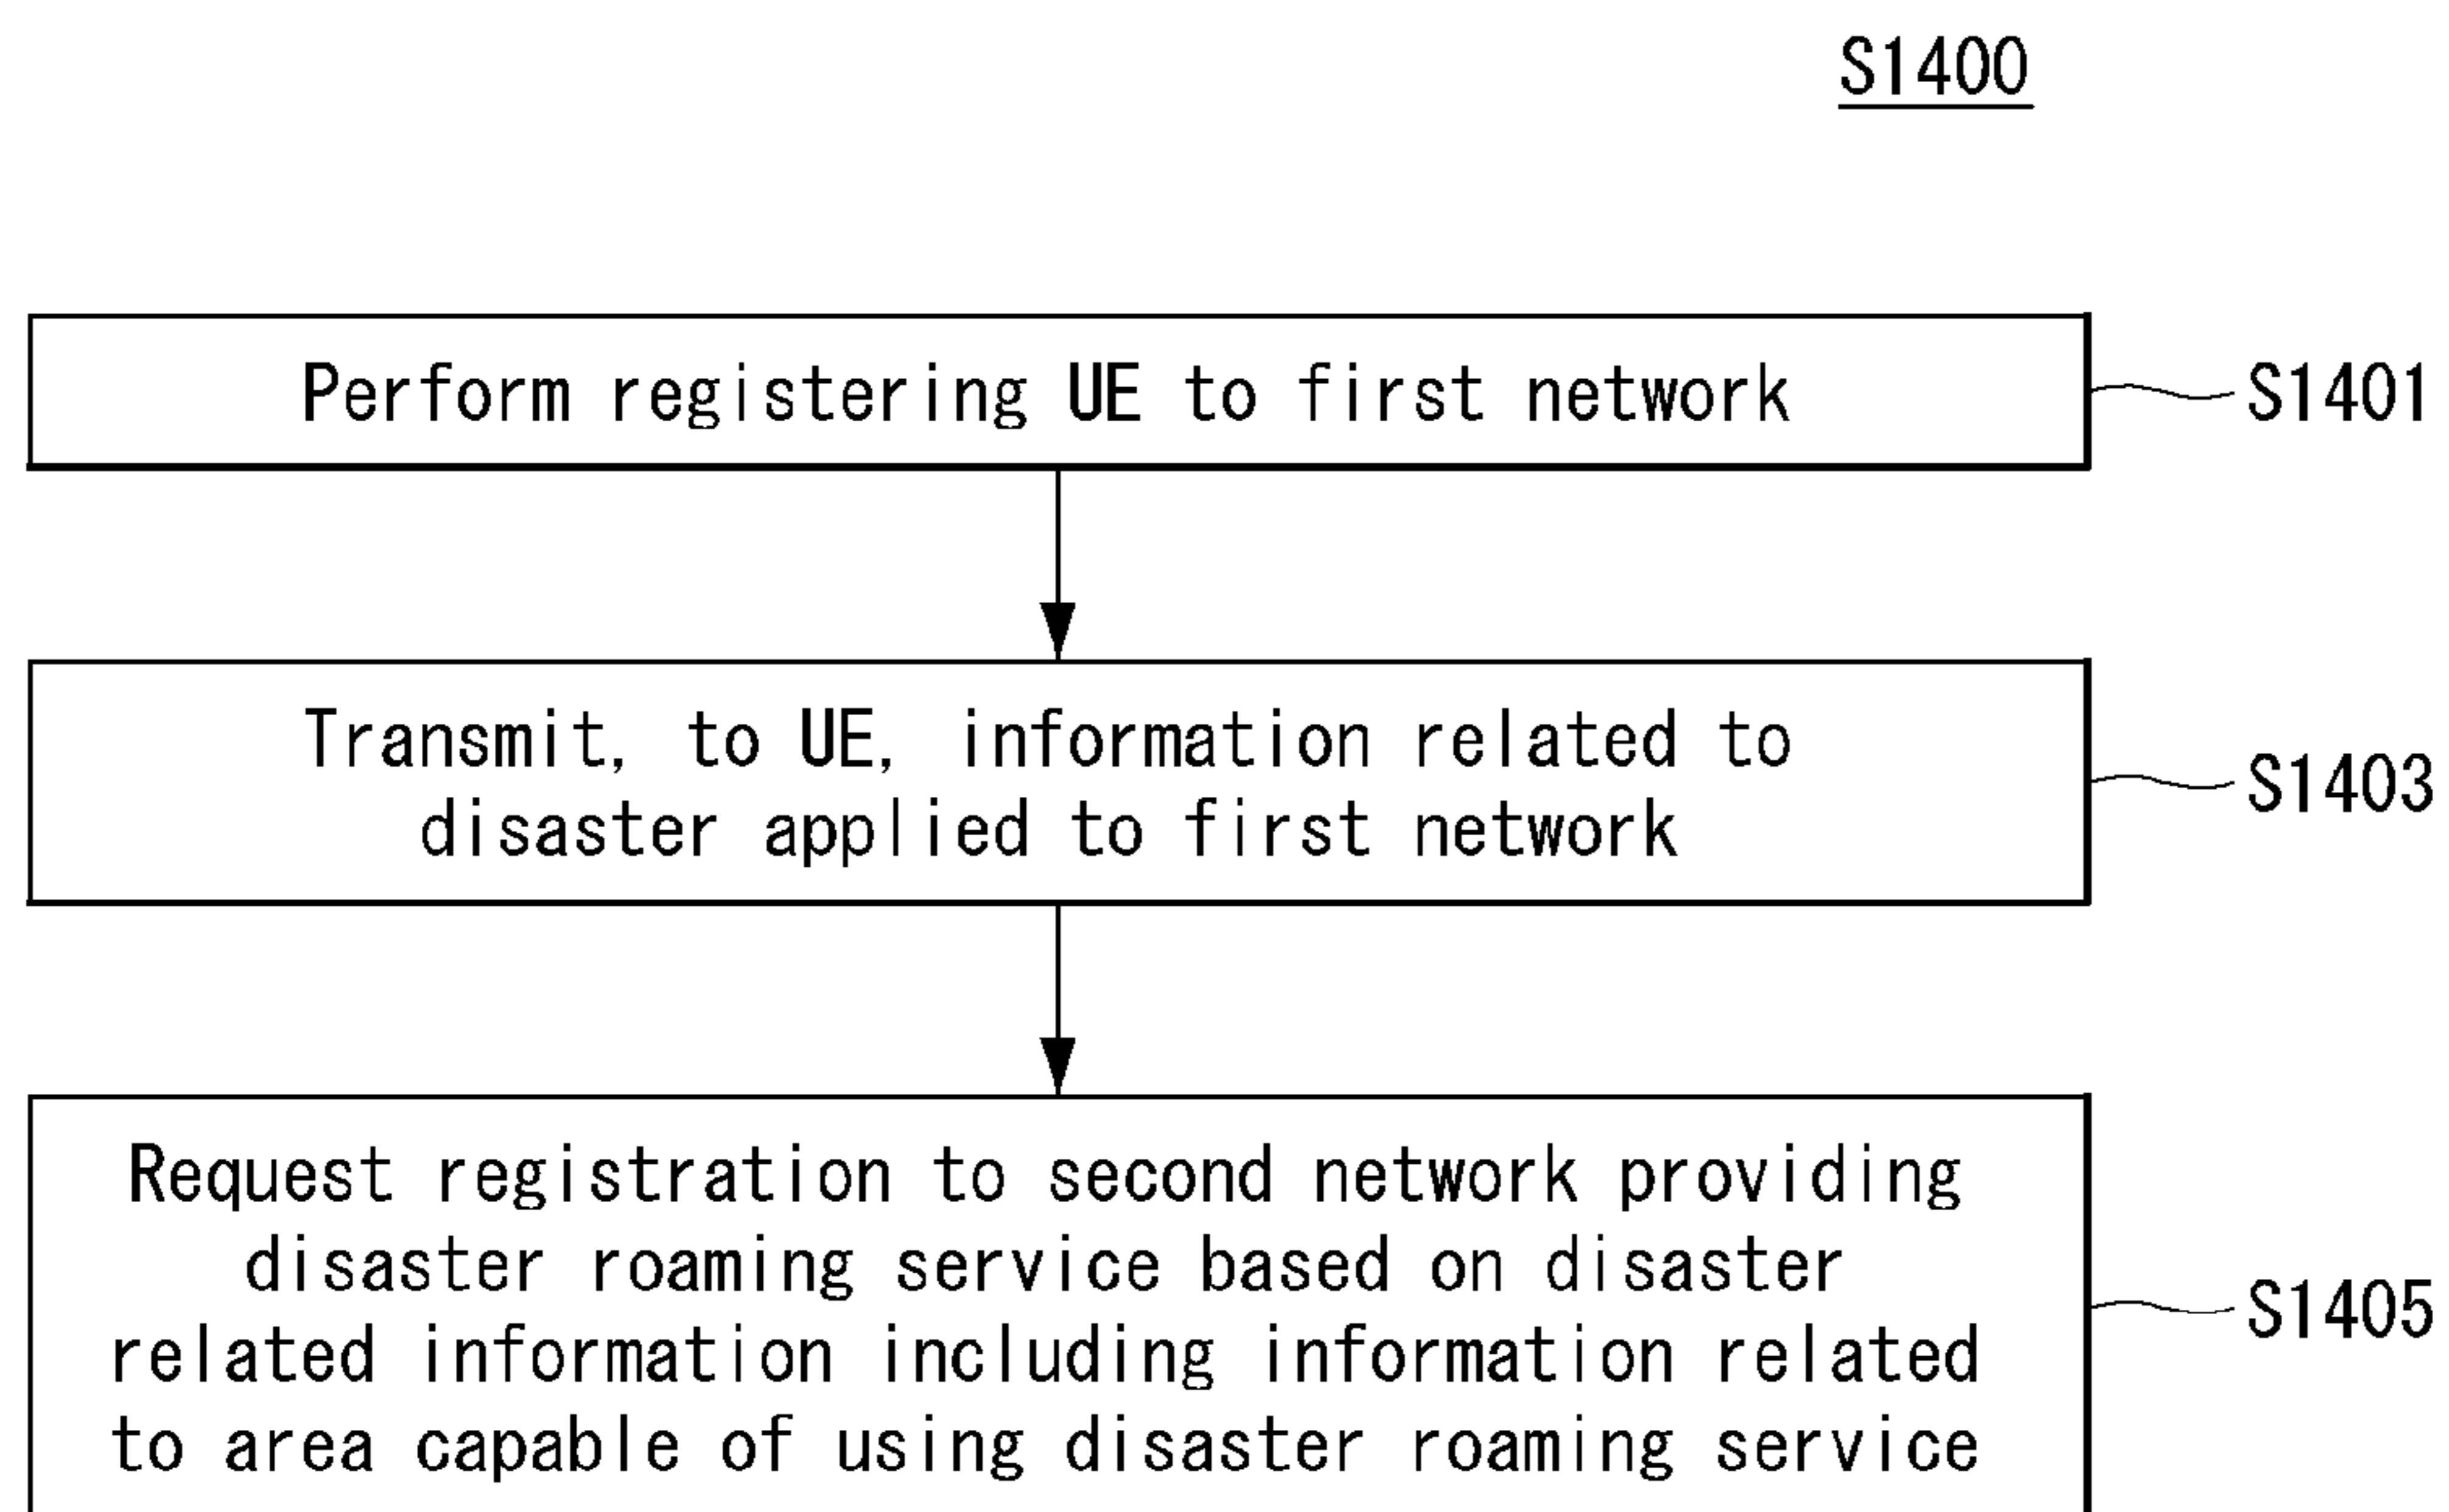 S1400
Perform registering UE to first network
S1401
Transmit, to UE, information related to
disaster applied to first network
S1403
Request registration to second network providing
disaster roaming service based on disaster
related information including information related
to area capable of using disaster roaming service
S1405